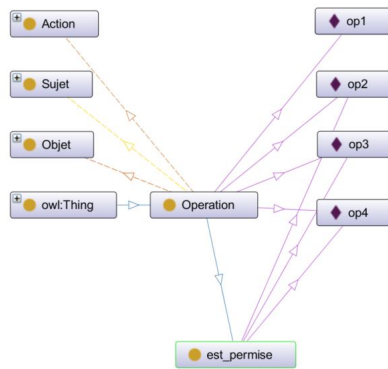 Action
Sujet
Objet
owl:Thing
Operation
op1
op2
op3
op4
est_permise